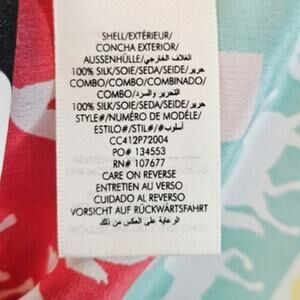 SHELL/EXTÉRIEUR/
CONCHA EXTERIOR/
AUSSENHÜLLE/الغلاف الخارجي/
100% SILK/SOIE/SEDA/SEIDE/حرير/
COMBO/COMBO/COMBINADO/
COMBO/التحرير والسرد/
100% SILK/SOIE/SEDA/SEIDE/حرير/
STYLE#/NUMÉRO DE MODÈLE/
ESTILO#/STIL#/أسلوب#/
CC412P72004
PO# 134553
RN# 107677
CARE ON REVERSE
ENTRETIEN AU VERSO
CUIDADO AL REVERSO
VORSICHT AUF RÜCKWÄRTSFAHRT
الرعاية على العكس من ذلك